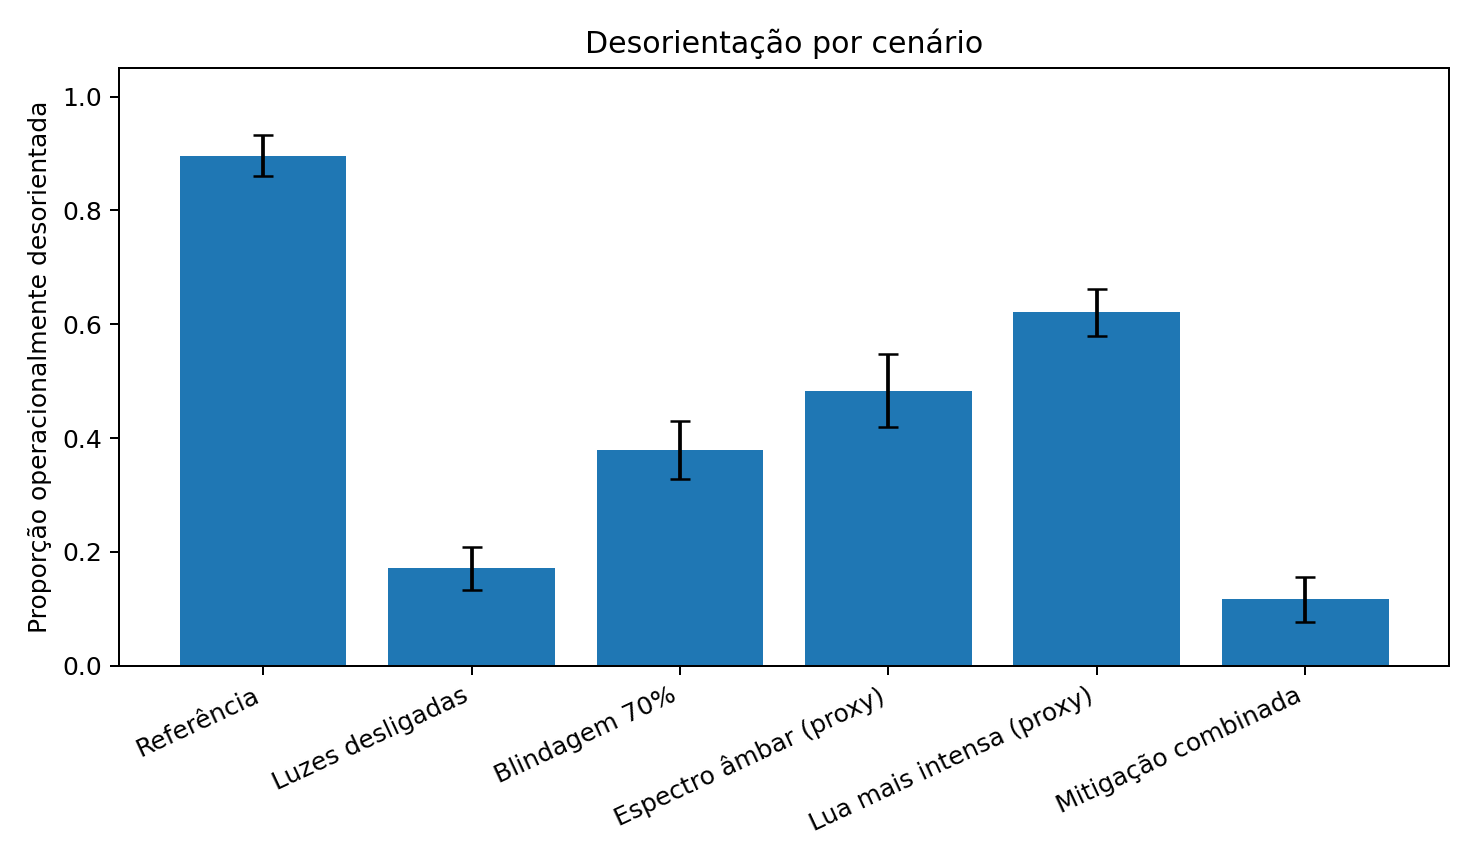 Desorientação por cenário
Proporção operacionalmente desorientada
1.0
0.8
0.6
0.4
0.2
0.0
Referência
Luzes desligadas
Blindagem 70%
Espectro âmbar (proxy)
Lua mais intensa (proxy)
Mitigação combinada